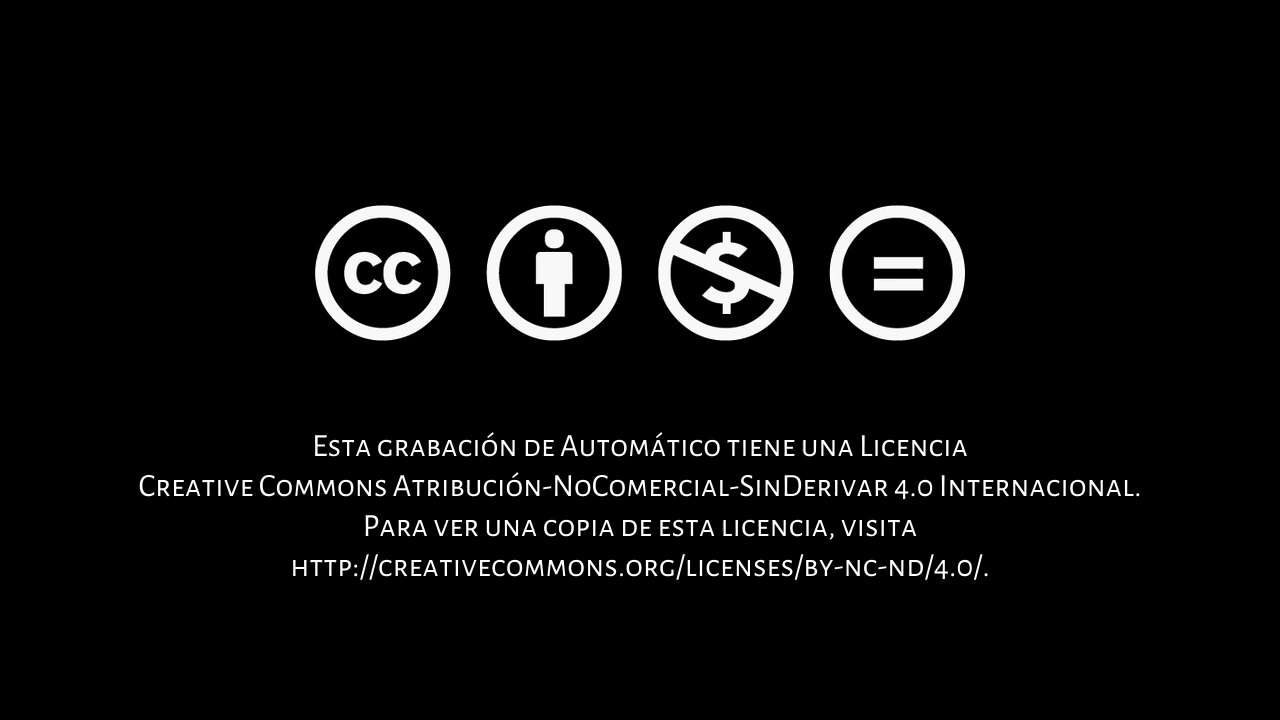 cc
Esta grabación de Automático tiene una Licencia
Creative Commons Atribución-NoComercial-SinDerivar 4.0 Internacional.
Para ver una copia de esta licencia, visita
http://creativecommons.org/licenses/by-nc-nd/4.0/.